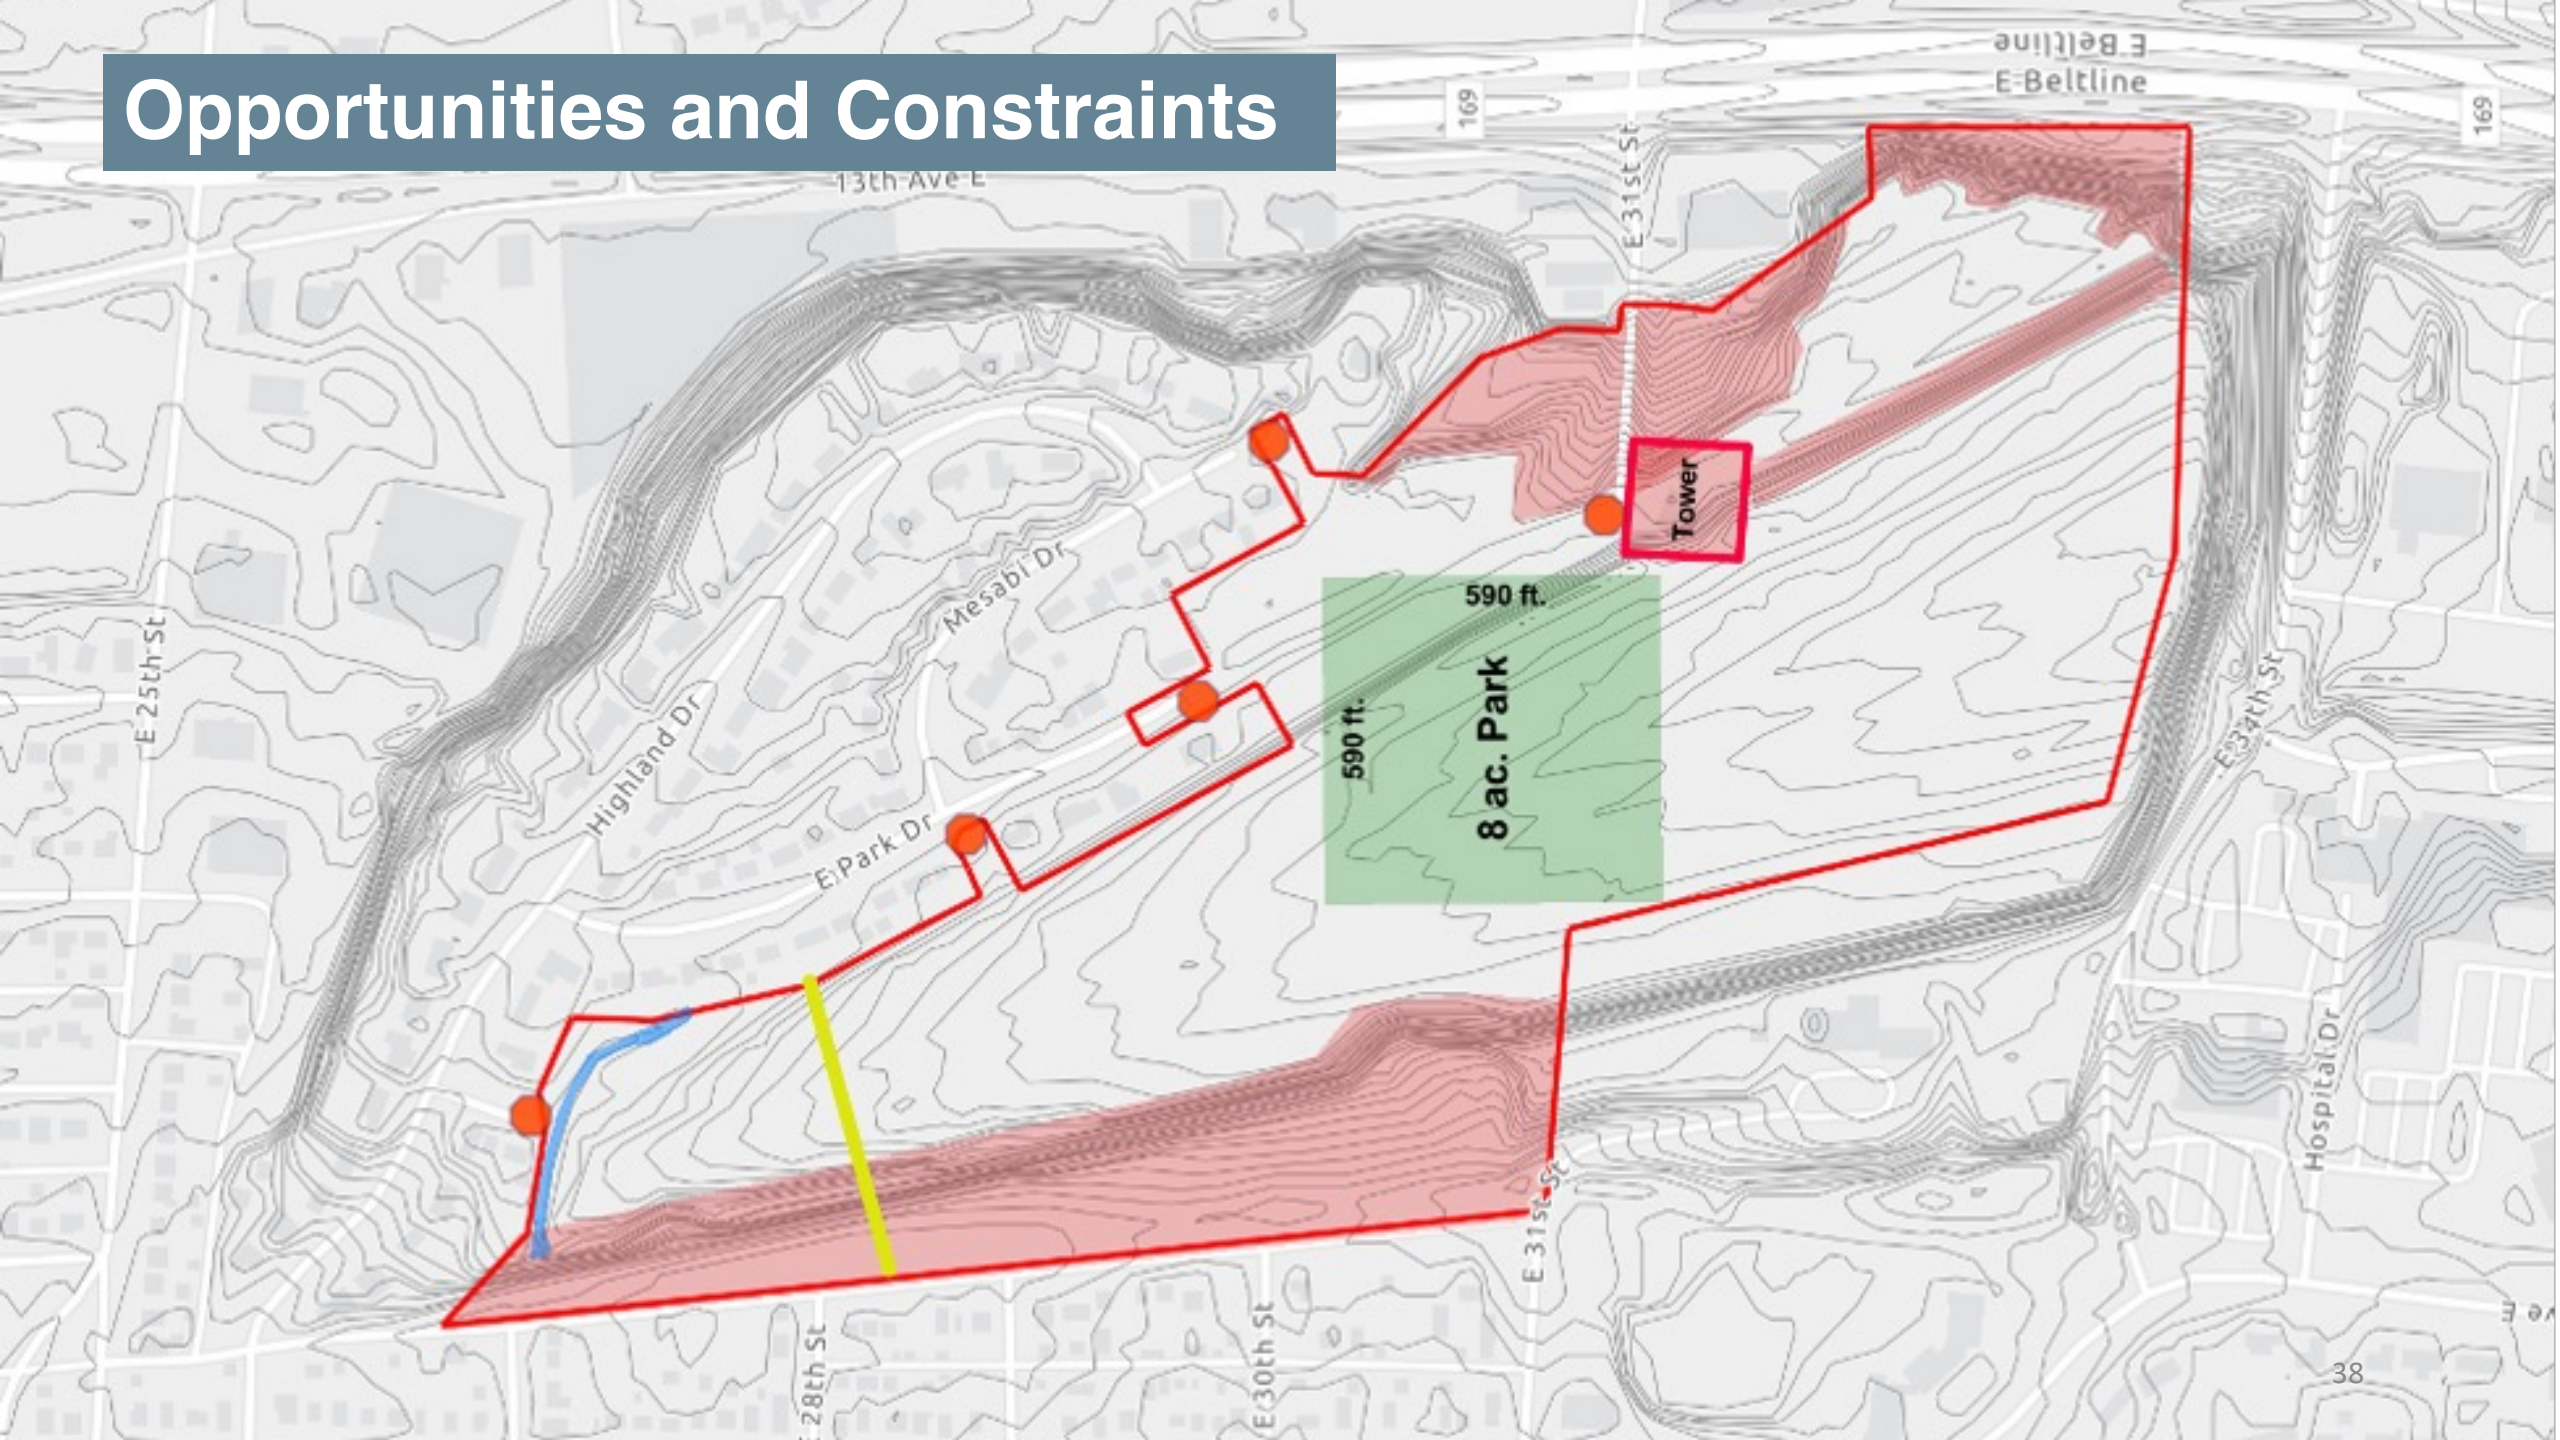 Opportunities and Constraints
E Beltline
E Beltline
169
169
13th Ave E
E 31st St
Tower
Mesabi Dr
590 ft.
590 ft.
8 ac. Park
E 25th St
Highland Dr
E 34th St
E Park Dr
Hospital Dr
E 31st St
E 28th St
E 30th St
38